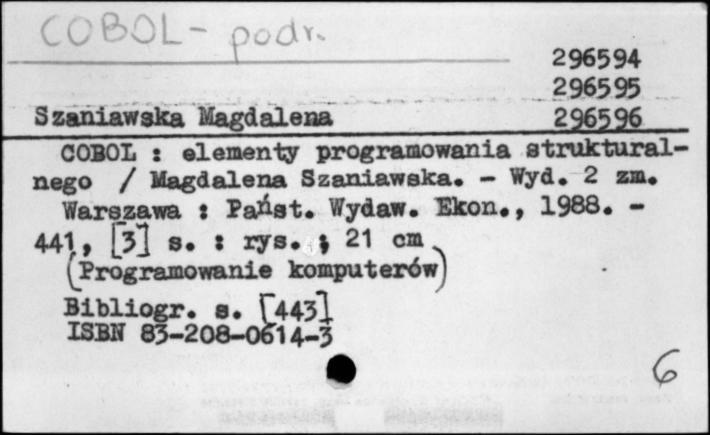 COBOL - podr.
296594
296595
Szaniawska Magdalena 296596
COBOL : elementy programowania struktural-
nego / Magdalena Szaniawska. - Wyd. 2 zm.
Warszawa : Państ. Wydaw. Ekon., 1988. -
441, [3] s. : rys. ; 21 cm
(Programowanie komputerów)
Bibliogr. s. [443]
ISBN 83-208-0614-3
6